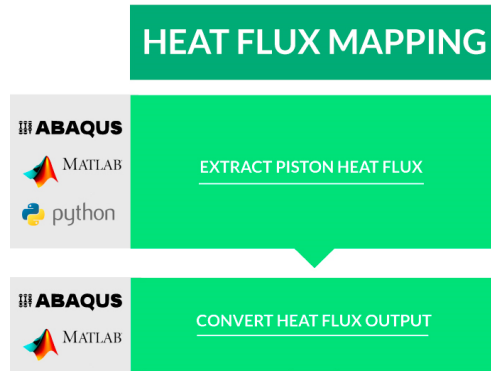 HEAT FLUX MAPPING
ABAQUS
MATLAB
python
EXTRACT PISTON HEAT FLUX
ABAQUS
MATLAB
CONVERT HEAT FLUX OUTPUT